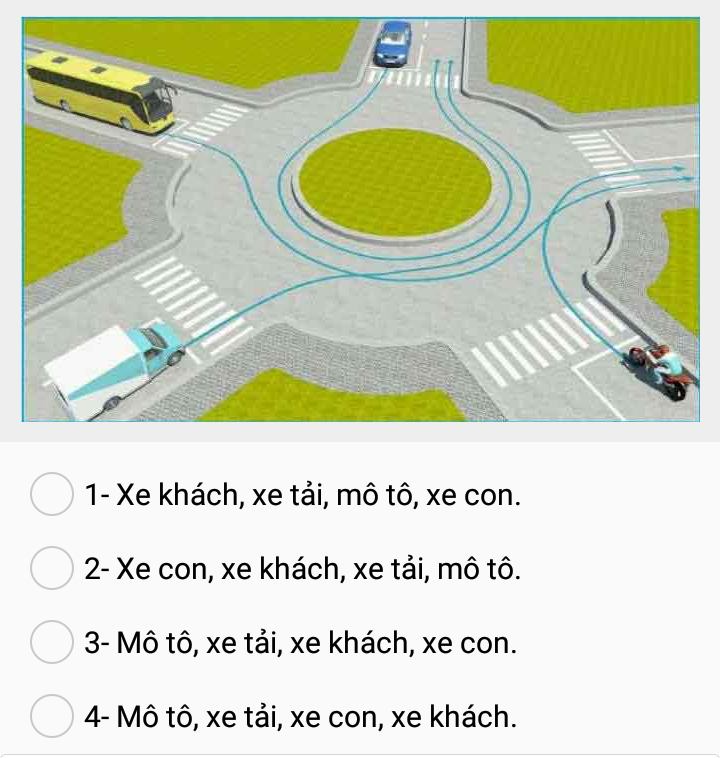 1- Xe khách, xe tải, mô tô, xe con.
2- Xe con, xe khách, xe tải, mô tô.
3- Mô tô, xe tải, xe khách, xe con.
4- Mô tô, xe tải, xe con, xe khách.